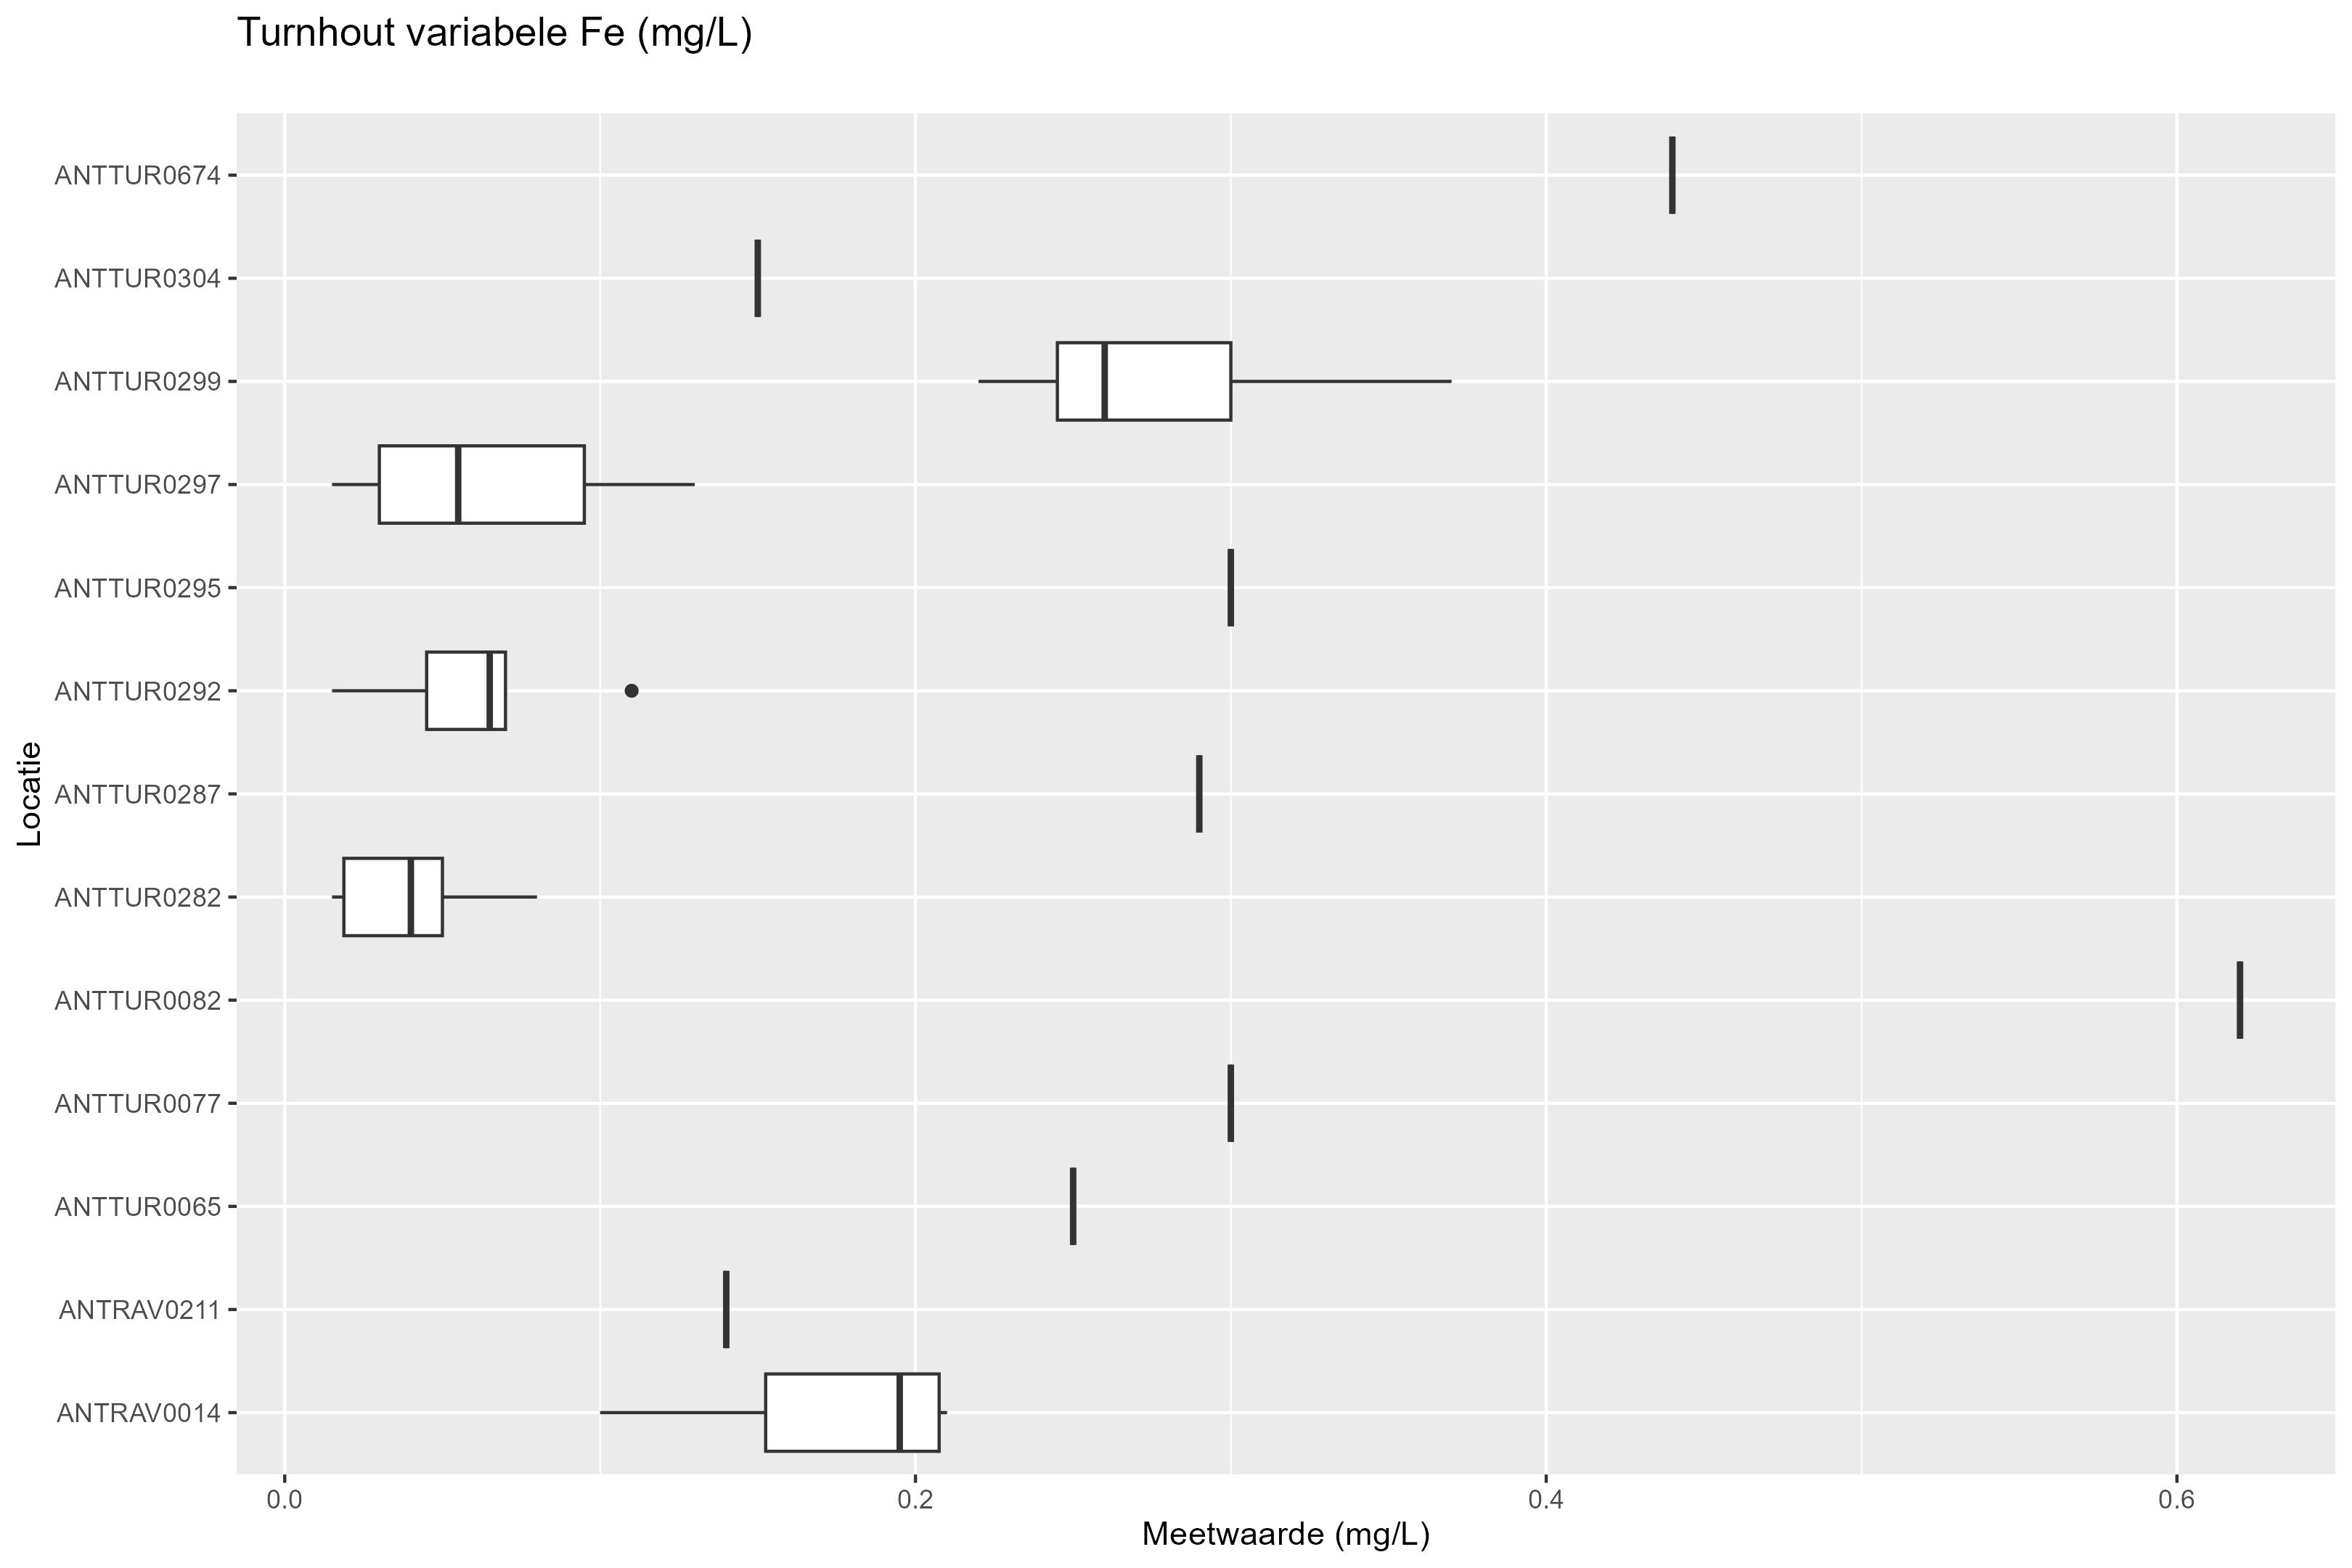 Turnhout variabele Fe (mg/L)
ANTTUR0674
ANTTUR0304
ANTTUR0299
ANTTUR0297
ANTTUR0295
ANTTUR0292
ANTTUR0287
ANTTUR0282
ANTTUR0082
ANTTUR0077
ANTTUR0065
ANTRAV0211
ANTRAV0014
Locatie
0.0 0.2 0.4 0.6
Meetwaarde (mg/L)